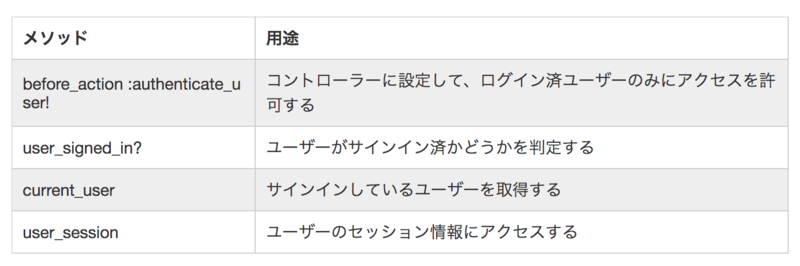 メソッド 用途
before_action :authenticate_u コントローラーに設定して、ログイン済ユーザーのみにアクセスを許
ser! 可する
user_signed_in? ユーザーがサインイン済かどうかを判定する
current_user サインインしているユーザーを取得する
user_session ユーザーのセッション情報にアクセスする